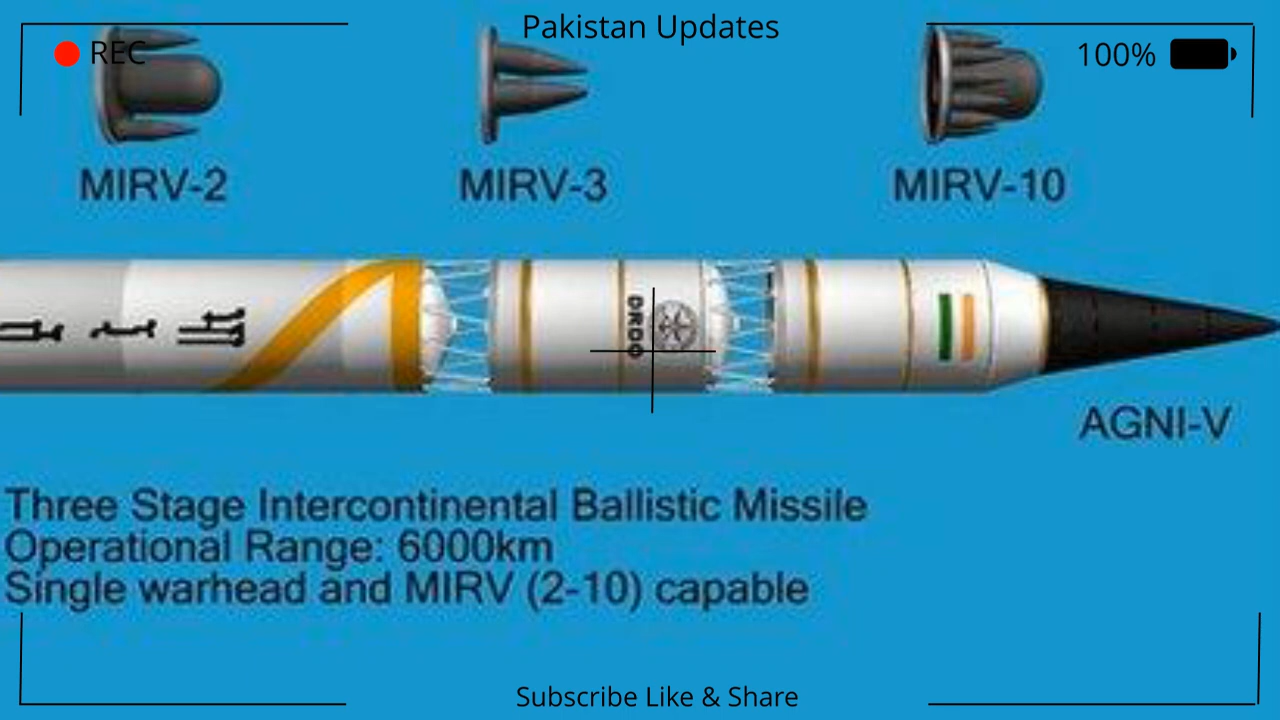 Pakistan Updates
REC
100%
MIRV-2
MIRV-3
MIRV-10
DRDO
AGNI-V
Three Stage Intercontinental Ballistic Missile
Operational Range: 6000km
Single warhead and MIRV (2-10) capable
Subscribe Like & Share